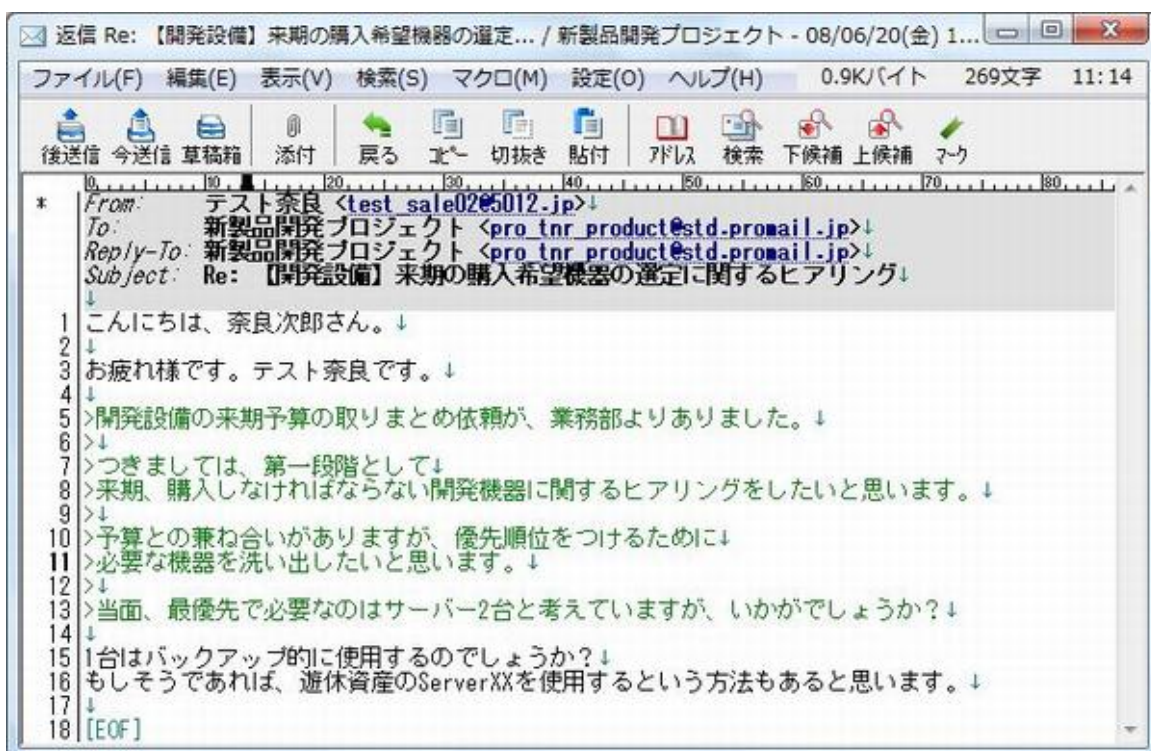 返信 Re: 【開発設備】来期の購入希望機器の選定... / 新製品開発プロジェクト - 08/06/20(金) 1...
ファイル(F) 編集(E) 表示(V) 検索(S) マクロ(M) 設定(O) ヘルプ(H) 0.9Kバイト 269文字 11:14
後送信 今送信 草稿箱 添付 戻る コピー 切抜き 貼付 アドレス 検索 下候補 上候補 マーク
0 10 20 30 40 50 60 70 80
* From: テスト奈良 <test_sale02@5012.jp>↓
To: 新製品開発プロジェクト <pro_tnr_product@std.promail.jp>↓
Reply-To: 新製品開発プロジェクト <pro_tnr_product@std.promail.jp>↓
Subject: Re: 【開発設備】来期の購入希望機器の選定に関するヒアリング↓
↓
1 こんにちは、奈良次郎さん。↓
2 ↓
3 お疲れ様です。テスト奈良です。↓
4 ↓
5 >開発設備の来期予算の取りまとめ依頼が、業務部よりありました。↓
6 >↓
7 >つきましては、第一段階として↓
8 >来期、購入しなければならない開発機器に関するヒアリングをしたいと思います。↓
9 >↓
10 >予算との兼ね合いがありますが、優先順位をつけるために↓
11 >必要な機器を洗い出したいと思います。↓
12 >↓
13 >当面、最優先で必要なのはサーバー2台と考えていますが、いかがでしょうか？↓
14 ↓
15 1台はバックアップ的に使用するのでしょうか？↓
16 もしそうであれば、遊休資産のServerXXを使用するという方法もあると思います。↓
17 ↓
18 [EOF]